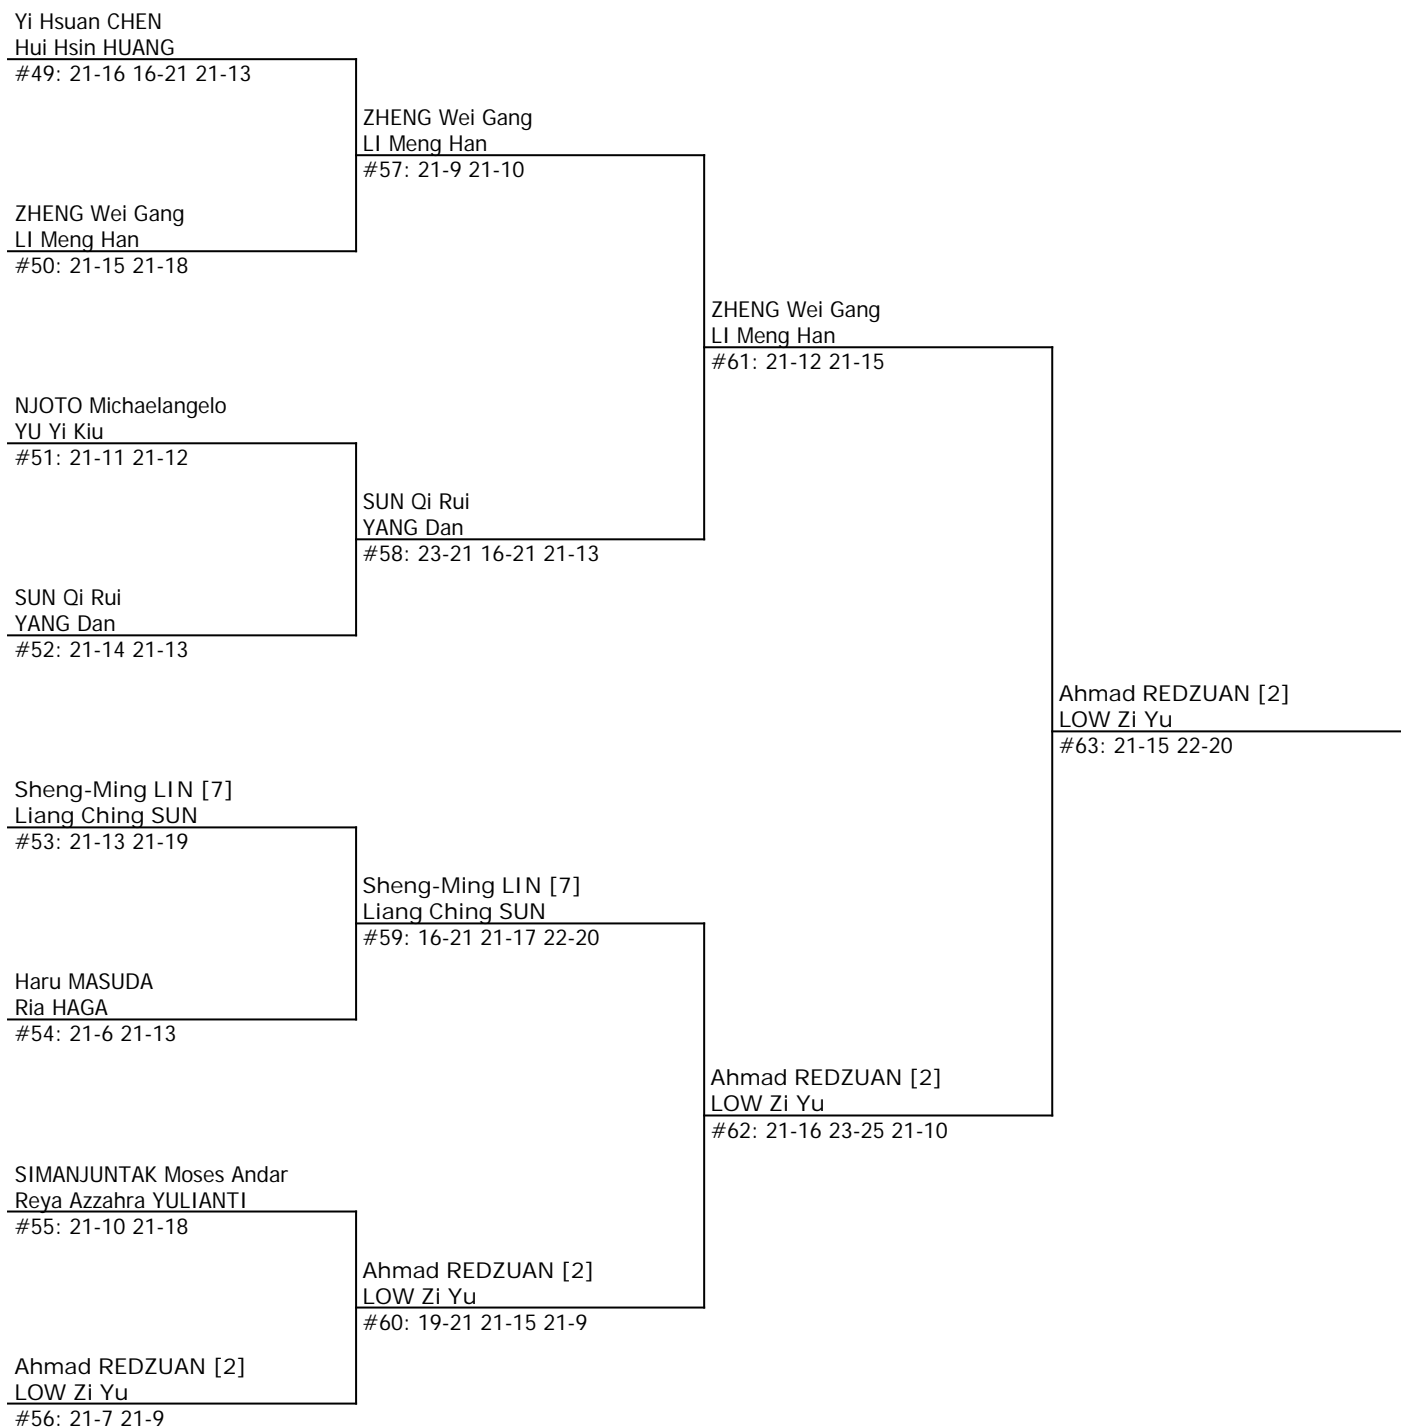 Yi Hsuan CHEN
Hui Hsin HUANG
#49: 21-16 16-21 21-13
ZHENG Wei Gang
LI Meng Han
#57: 21-9 21-10
ZHENG Wei Gang
LI Meng Han
#50: 21-15 21-18
ZHENG Wei Gang
LI Meng Han
#61: 21-12 21-15
NJOTO Michaelangelo
YU Yi Kiu
#51: 21-11 21-12
SUN Qi Rui
YANG Dan
#58: 23-21 16-21 21-13
SUN Qi Rui
YANG Dan
#52: 21-14 21-13
Ahmad REDZUAN [2]
LOW Zi Yu
#63: 21-15 22-20
Sheng-Ming LIN [7]
Liang Ching SUN
#53: 21-13 21-19
Sheng-Ming LIN [7]
Liang Ching SUN
#59: 16-21 21-17 22-20
Haru MASUDA
Ria HAGA
#54: 21-6 21-13
Ahmad REDZUAN [2]
LOW Zi Yu
#62: 21-16 23-25 21-10
SIMANJUNTAK Moses Andar
Reya Azzahra YULIANTI
#55: 21-10 21-18
Ahmad REDZUAN [2]
LOW Zi Yu
#60: 19-21 21-15 21-9
Ahmad REDZUAN [2]
LOW Zi Yu
#56: 21-7 21-9